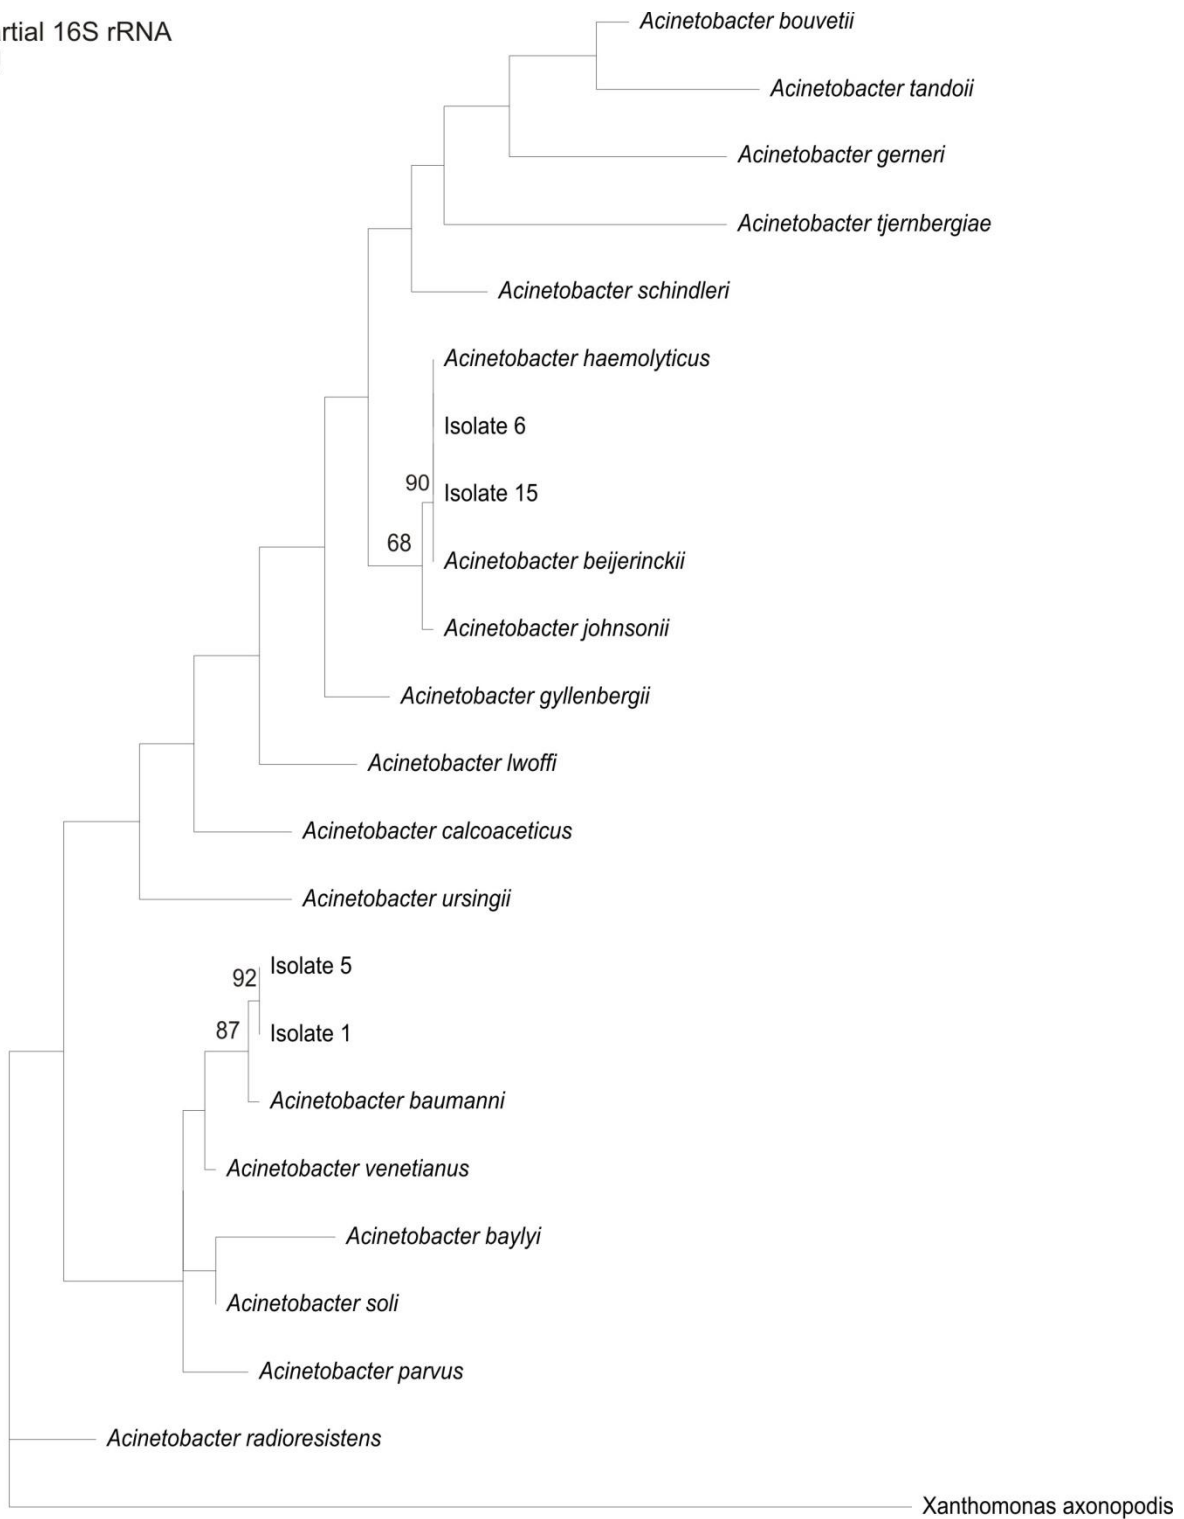 rtial 16S rRNA
Acinetobacter bouvetii
Acinetobacter tandoii
Acinetobacter gerneri
Acinetobacter tjernbergiae
Acinetobacter schindleri
Acinetobacter haemolyticus
Isolate 6
90
Isolate 15
68
Acinetobacter beijerinckii
Acinetobacter johnsonii
Acinetobacter gyllenbergii
Acinetobacter lwoffi
Acinetobacter calcoaceticus
Acinetobacter ursingii
92
Isolate 5
87
Isolate 1
Acinetobacter baumanni
Acinetobacter venetianus
Acinetobacter baylyi
Acinetobacter soli
Acinetobacter parvus
Acinetobacter radioresistens
Xanthomonas axonopodis